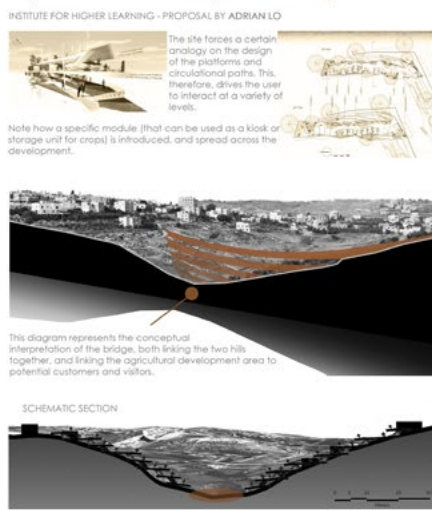 INSTITUTE FOR HIGHER LEARNING - PROPOSAL BY ADRIAN LO
The site forces a certain
analogy on the design
of the platforms and
circulational paths. This,
therefore, drives the user
to interact at a variety of
levels.
Note how a specific module (that can be used as a kiosk or
storage unit for crops) is introduced, and spread across the
development.
This diagram represents the conceptual
interpretation of the bridge, both linking the two hills
together, and linking the agricultural development area to
potential customers and visitors.
SCHEMATIC SECTION